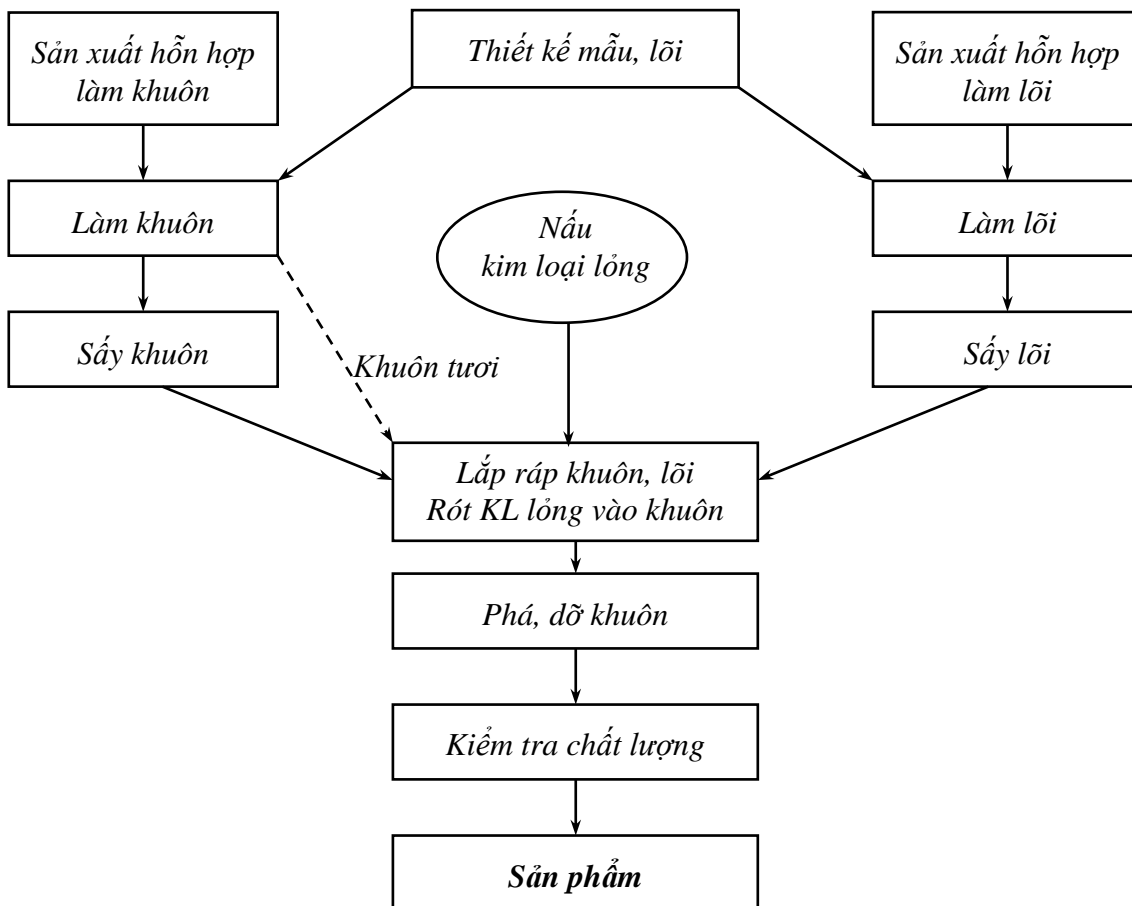 Sản xuất hỗn hợp
làm khuôn
Thiết kế mẫu, lõi
Sản xuất hỗn hợp
làm lõi
Làm khuôn
Nấu
kim loại lỏng
Làm lõi
Sấy khuôn
Khuôn tươi
Sấy lõi
Lắp ráp khuôn, lõi
Rót KL lỏng vào khuôn
Phá, dỡ khuôn
Kiểm tra chất lượng
Sản phẩm